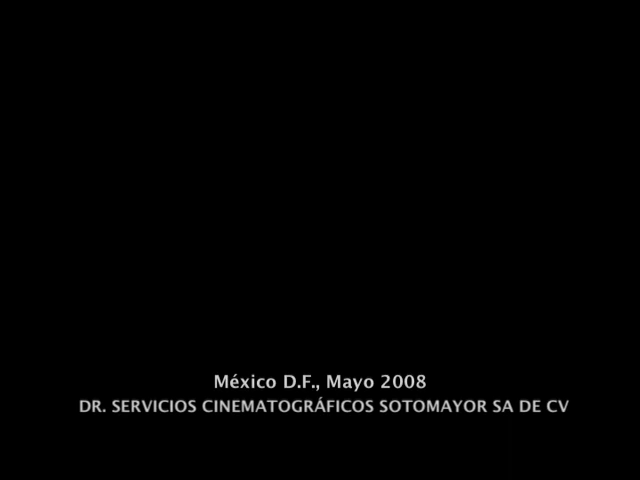 México D.F., Mayo 2008
DR. SERVICIOS CINEMATOGRÁFICOS SOTOMAYOR SA DE CV